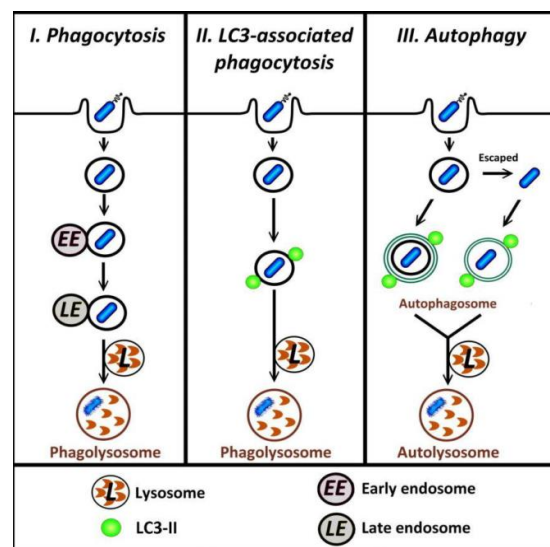 I. Phagocytosis
II. LC3-associated
phagocytosis
III. Autophagy
Escaped
EE
LE
Autophagosome
L
L
L
Phagolysosome
Phagolysosome
Autolysosome
L Lysosome
EE Early endosome
LC3-II
LE Late endosome